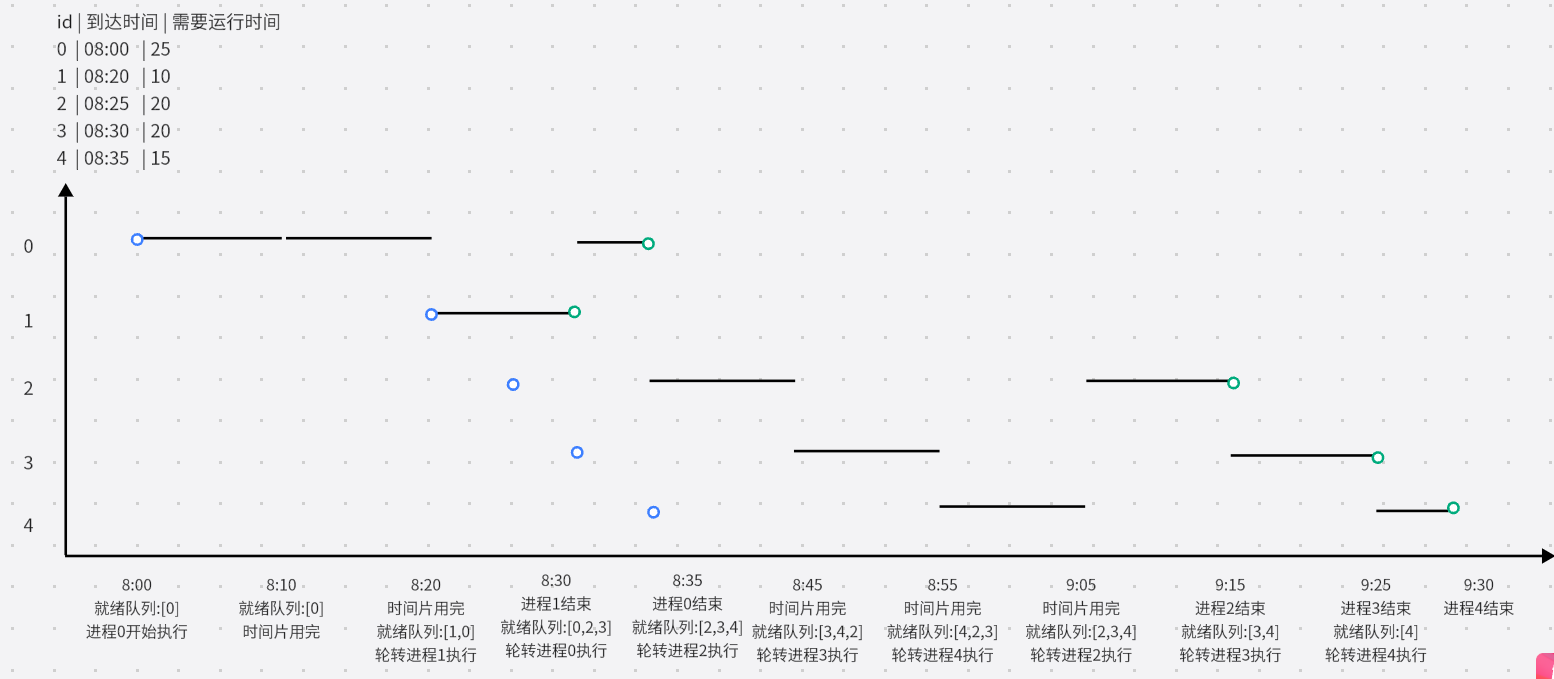 id | 到达时间 | 需要运行时间
0 | 08:00 | 25
1 | 08:20 | 10
2 | 08:25 | 20
3 | 08:30 | 20
4 | 08:35 | 15
0
1
2
3
4
8:00
就绪队列:[0]
进程0开始执行
8:10
就绪队列:[0]
时间片用完
8:20
时间片用完
就绪队列:[1,0]
轮转进程1执行
8:30
进程1结束
就绪队列:[0,2,3]
轮转进程0执行
8:35
进程0结束
就绪队列:[2,3,4]
轮转进程2执行
8:45
时间片用完
就绪队列:[3,4,2]
轮转进程3执行
8:55
时间片用完
就绪队列:[4,2,3]
轮转进程4执行
9:05
时间片用完
就绪队列:[2,3,4]
轮转进程2执行
9:15
进程2结束
就绪队列:[3,4]
轮转进程3执行
9:25
进程3结束
就绪队列:[4]
轮转进程4执行
9:30
进程4结束